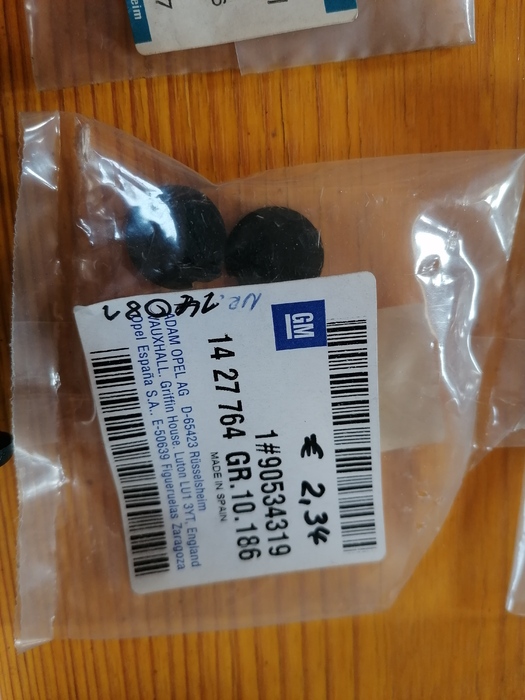 GM
€ 2,34
1#90534319
14 27 764 GR.10.186
MADE IN SPAIN
ADAM OPEL AG D-65423 Rüsselsheim
VAUXHALL, Griffin House, Luton LU1 3YT, England
Opel España S.A., E-50639 Figueruelas Zaragoza